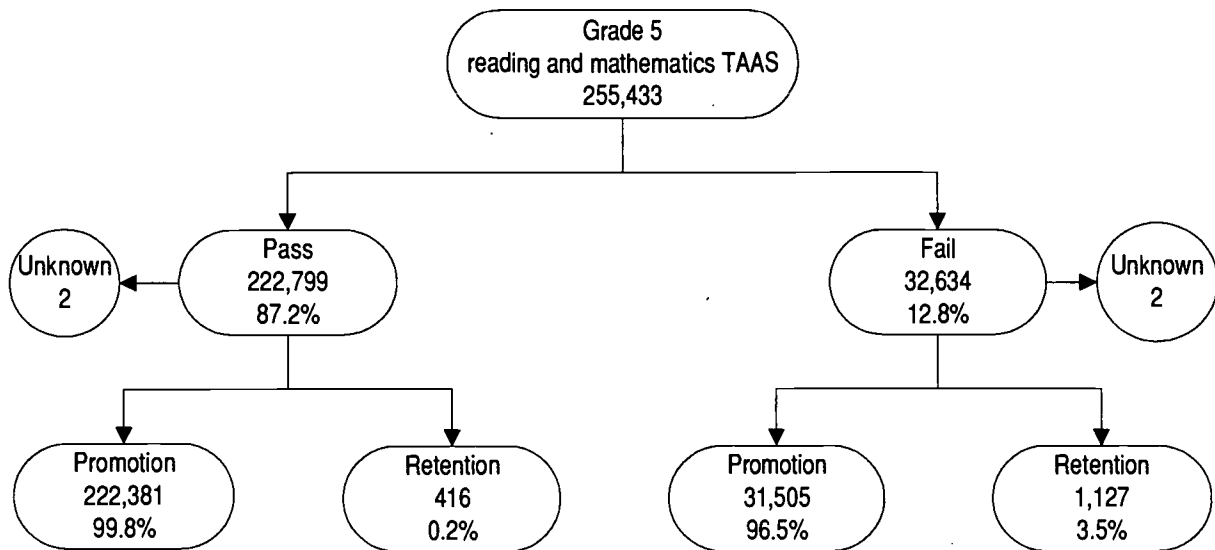 Grade 5
reading and mathematics TAAS
255,433
Unknown
2
Pass
222,799
87.2%
Fail
32,634
12.8%
Unknown
2
Promotion
222,381
99.8%
Retention
416
0.2%
Promotion
31,505
96.5%
Retention
1,127
3.5%